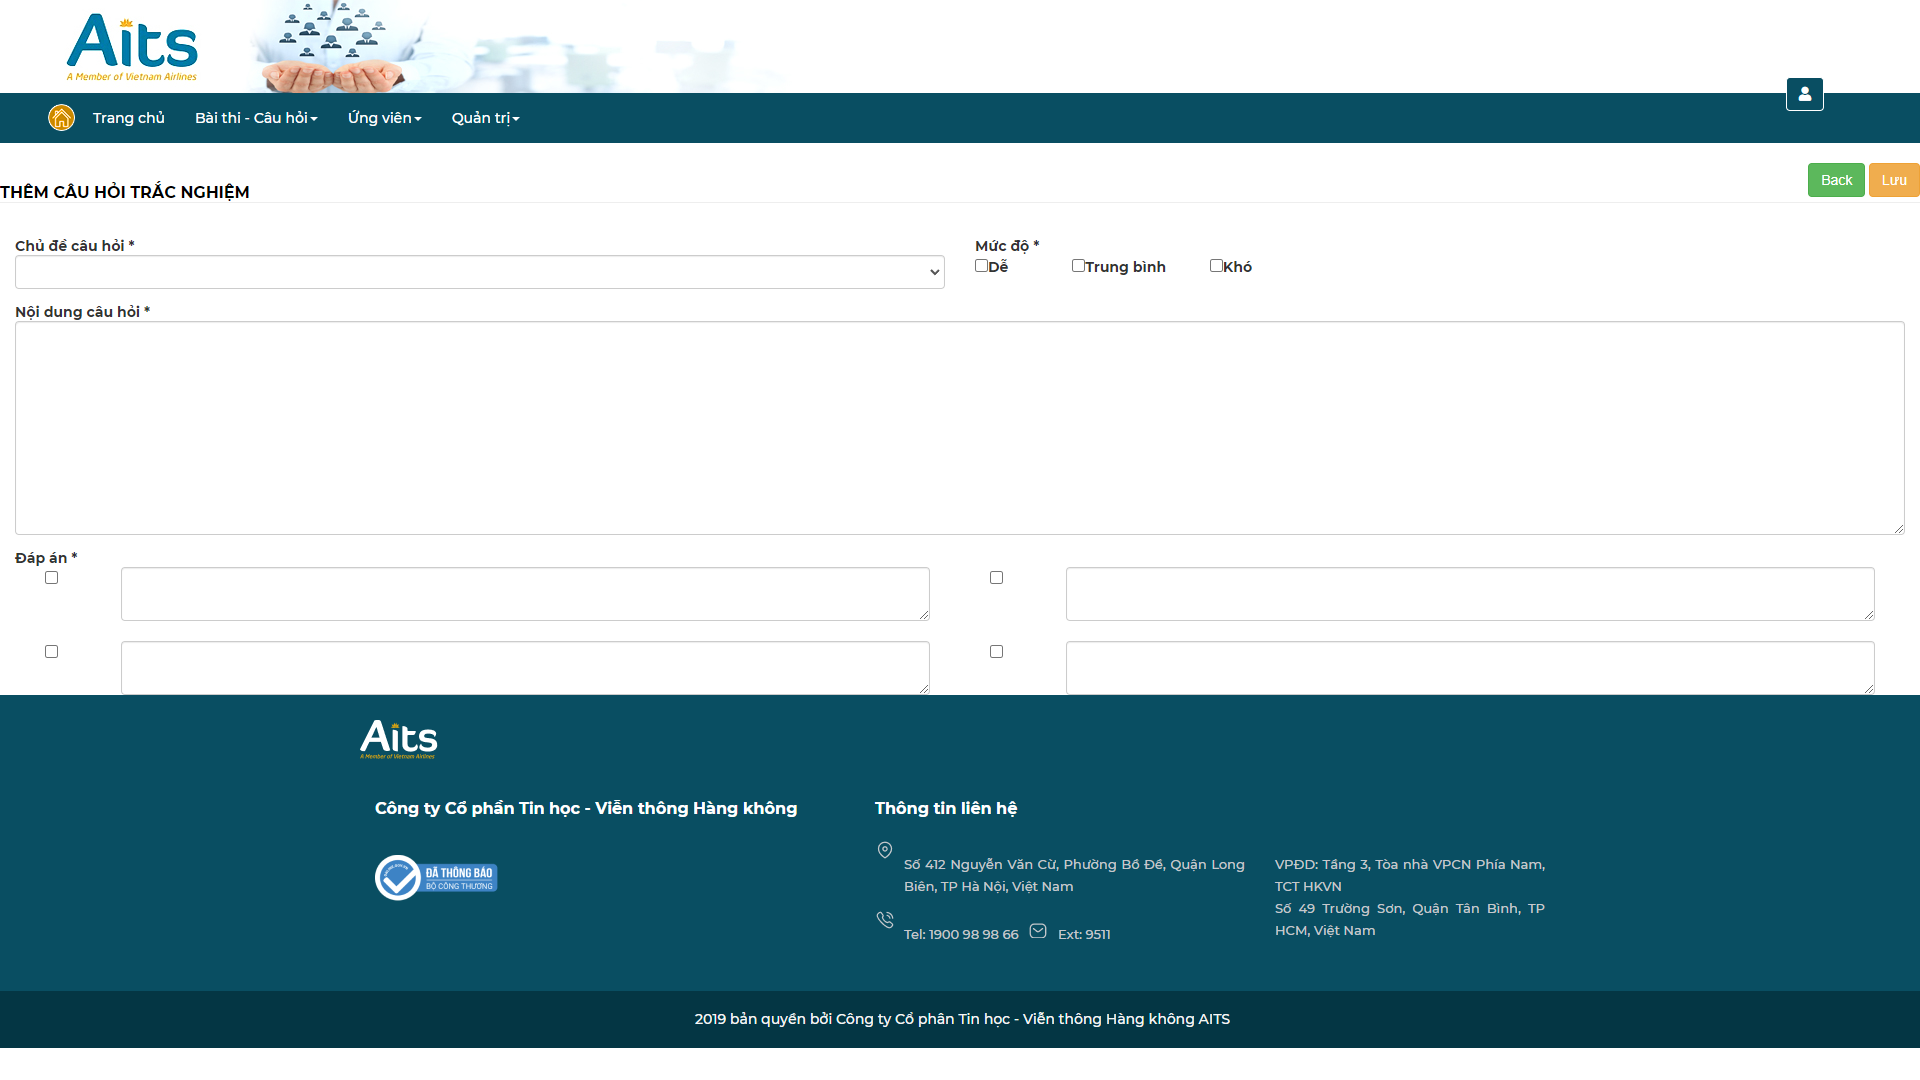 Aits
A Member of Vietnam Airlines
Trang chủ
Bài thi - Câu hỏi
Ứng viên
Quản trị
Back
Lưu
THÊM CÂU HỎI TRẮC NGHIỆM
Chủ đề câu hỏi *
Mức độ *
Dễ
Trung bình
Khó
Nội dung câu hỏi *
Đáp án *
Aits
A Member of Vietnam Airlines
Công ty Cổ phần Tin học - Viễn thông Hàng không
ĐÃ THÔNG BÁO
BỘ CÔNG THƯƠNG
Thông tin liên hệ
Số 412 Nguyễn Văn Cừ, Phường Bồ Đề, Quận Long
Biên, TP Hà Nội, Việt Nam
Tel: 1900 98 98 66
Ext: 9511
VPĐD: Tầng 3, Tòa nhà VPCN Phía Nam,
TCT HKVN
Số 49 Trường Sơn, Quận Tân Bình, TP
HCM, Việt Nam
2019 bản quyền bởi Công ty Cổ phân Tin học - Viễn thông Hàng không AITS